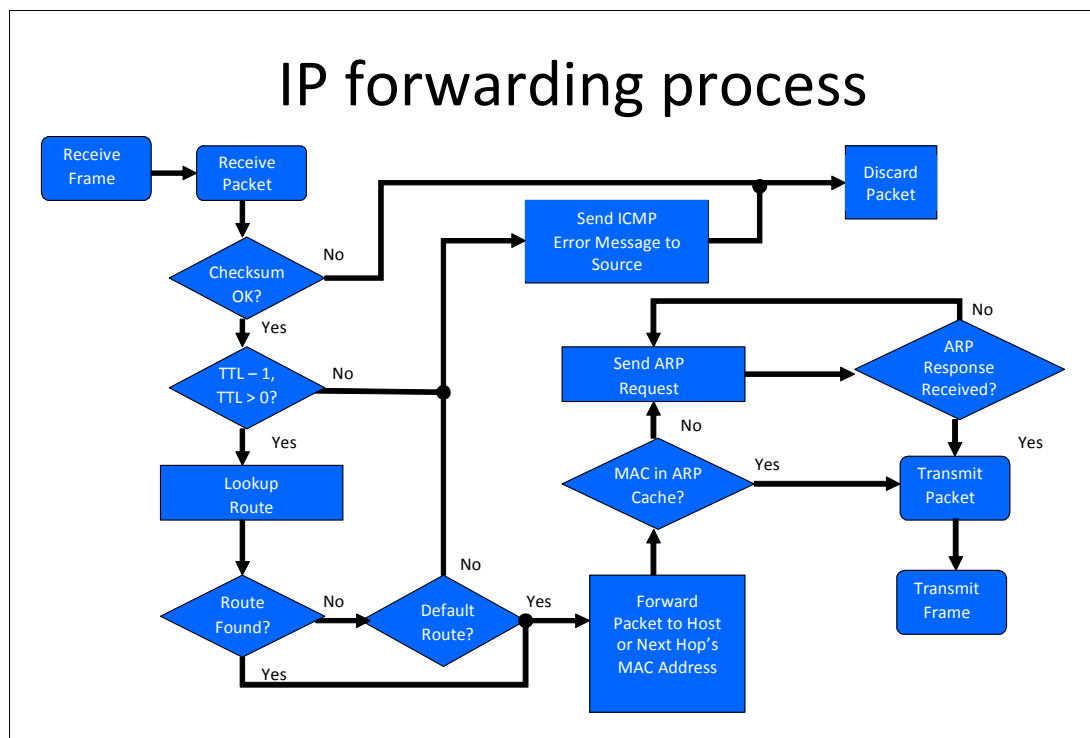 IP forwarding process
Receive
Frame
Receive
Packet
Discard
Packet
Send ICMP
Error Message to
Source
No
Checksum
OK?
Yes
No
Send ARP
Request
ARP
Response
Received?
TTL – 1,
TTL > 0?
No
Yes
No
Yes
Lookup
Route
MAC in ARP
Cache?
Yes
Transmit
Packet
No
Route
Found?
No
Default
Route?
Yes
Forward
Packet to Host
or Next Hop's
MAC Address
Transmit
Frame
Yes